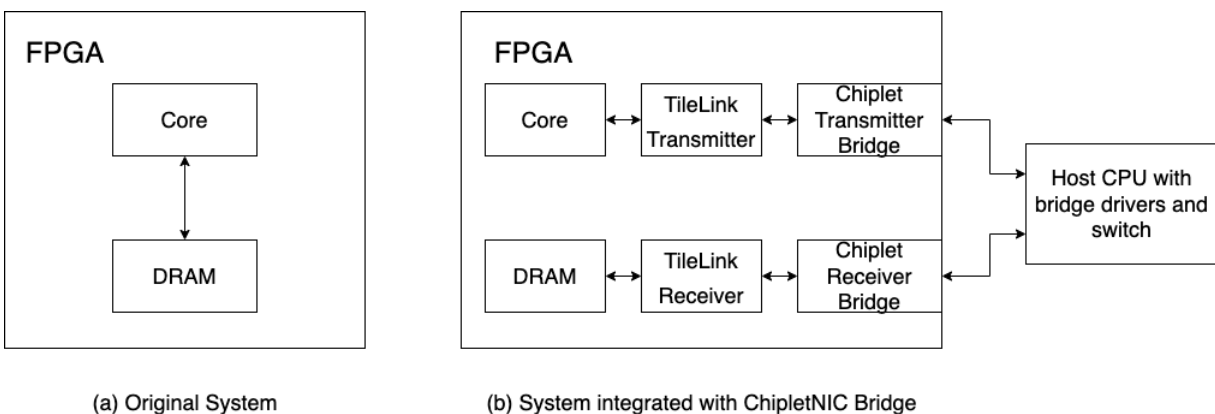 FPGA
Core
DRAM
(a) Original System
FPGA
Core
TileLink
Transmitter
Chiplet
Transmitter
Bridge
DRAM
TileLink
Receiver
Chiplet
Receiver
Bridge
Host CPU with
bridge drivers and
switch
(b) System integrated with ChipletNIC Bridge